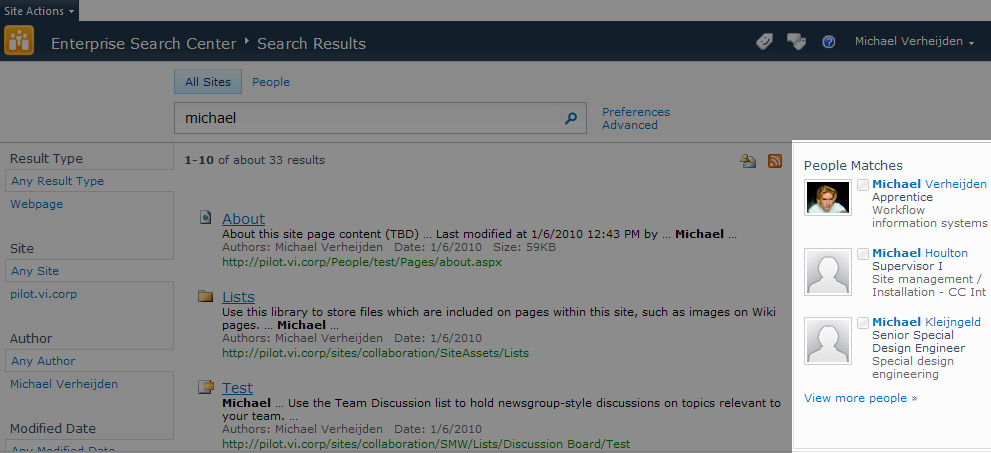 Site Actions
Enterprise Search Center
Search Results
Michael Verheijden
All Sites
People
michael
Preferences
Advanced
Result Type
Any Result Type
Webpage
Site
Any Site
pilot.vi.corp
Author
Any Author
Michael Verheijden
Modified Date
Any Modified Date
1-10 of about 33 results
About
About this site page content (TBD) ... Last modified at 1/6/2010 12:43 PM by ... Michael ...
Authors: Michael Verheijden Date: 1/6/2010 Size: 59KB
http://pilot.vi.corp/People/test/Pages/about.aspx
Lists
Use this library to store files which are included on pages within this site, such as images on Wiki
pages. ... Michael ...
Authors: Michael Verheijden Date: 1/6/2010
http://pilot.vi.corp/sites/collaboration/SiteAssets/Lists
Test
Michael ... Use the Team Discussion list to hold newsgroup-style discussions on topics relevant to
your team. ...
Authors: Michael Verheijden Date: 1/6/2010
http://pilot.vi.corp/sites/collaboration/SMW/Lists/Discussion Board/Test
People Matches
Michael Verheijden
Apprentice
Workflow
information systems
Michael Houlton
Supervisor I
Site management /
Installation - CC Int
Michael Kleijngeld
Senior Special
Design Engineer
Special design
engineering
View more people »